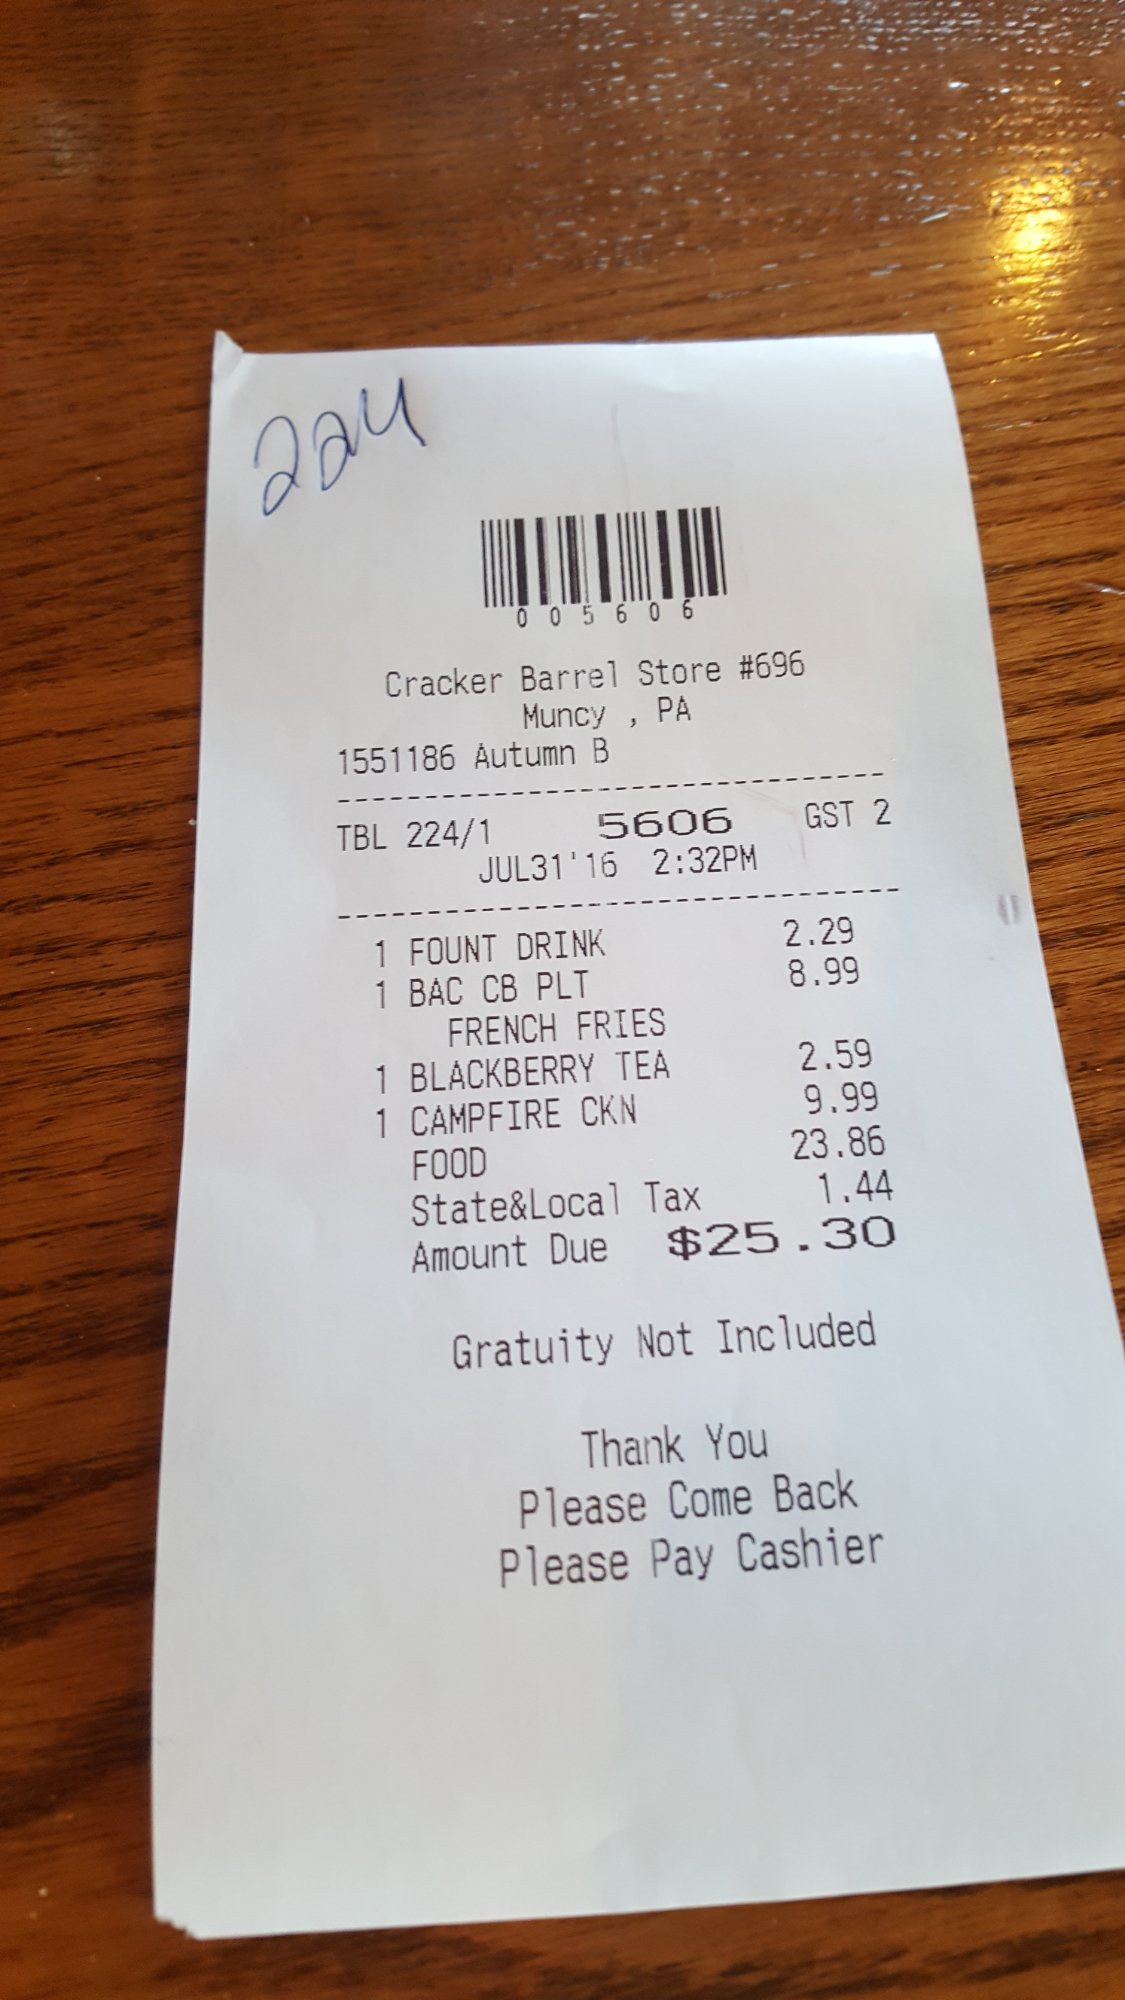 224
005606
Cracker Barrel Store #696
Muncy , PA
1551186 Autumn B
--------------------------------
TBL 224/1 5606 GST 2
JUL31'16 2:32PM
--------------------------------
1 FOUNT DRINK 2.29
1 BAC CB PLT 8.99
FRENCH FRIES
1 BLACKBERRY TEA 2.59
1 CAMPFIRE CKN 9.99
FOOD 23.86
State&Local Tax 1.44
Amount Due $25.30
Gratuity Not Included
Thank You
Please Come Back
Please Pay Cashier